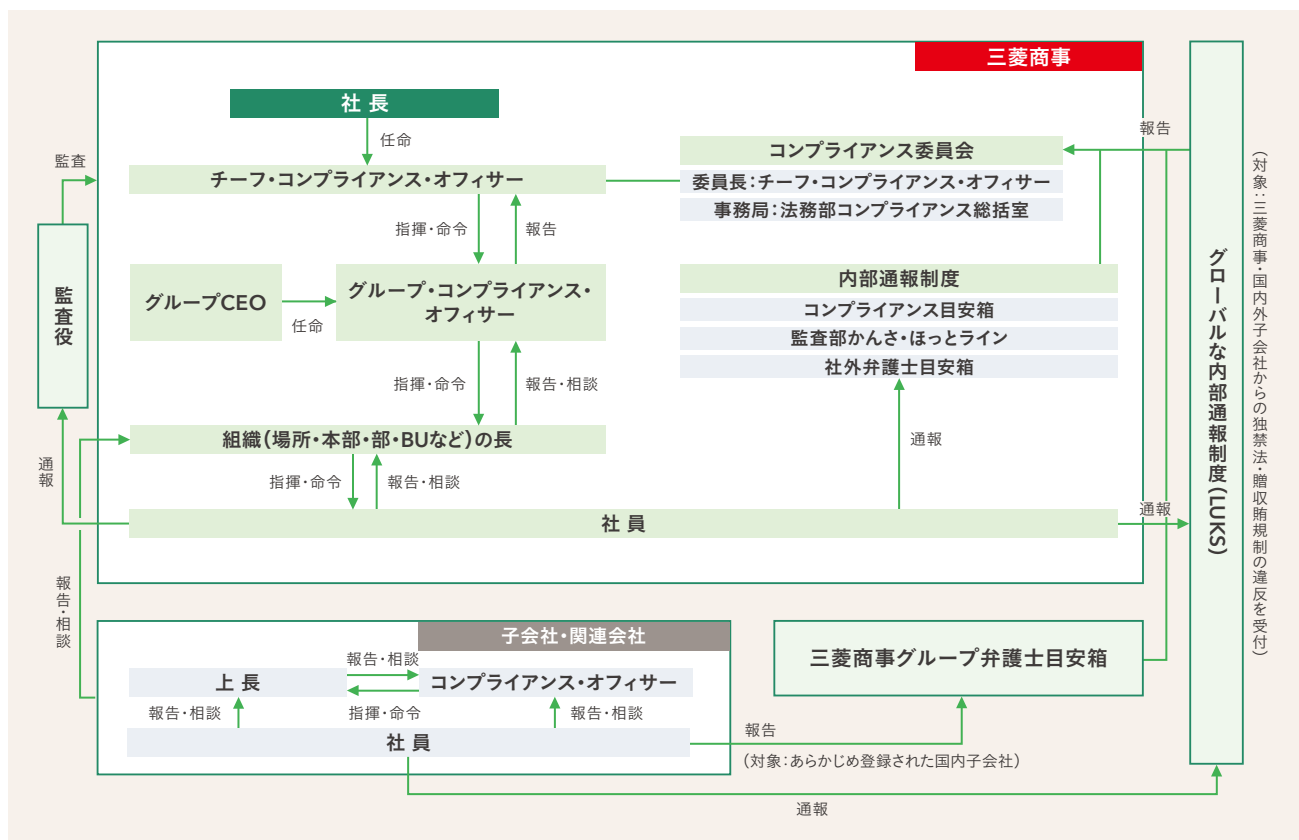 三菱商事
社長
任命
チーフ・コンプライアンス・オフィサー
指揮・命令
報告
グループCEO
任命
グループ・コンプライアンス・
オフィサー
指揮・命令
報告・相談
組織(場所・本部・部・BUなど)の長
指揮・命令
報告・相談
社員
コンプライアンス委員会
委員長:チーフ・コンプライアンス・オフィサー
事務局:法務部コンプライアンス総括室
内部通報制度
コンプライアンス目安箱
監査部かんさ・ほっとライン
社外弁護士目安箱
通報
監査
監査役
通報
報告・相談
報告
通報
グローバルな内部通報制度(LUKS)
(対象:三菱商事・国内外子会社からの独禁法・贈収賄規制の違反を受付)
子会社・関連会社
報告・相談
上長
コンプライアンス・オフィサー
報告・相談
指揮・命令
報告・相談
社員
報告
(対象:あらかじめ登録された国内子会社)
三菱商事グループ弁護士目安箱
通報